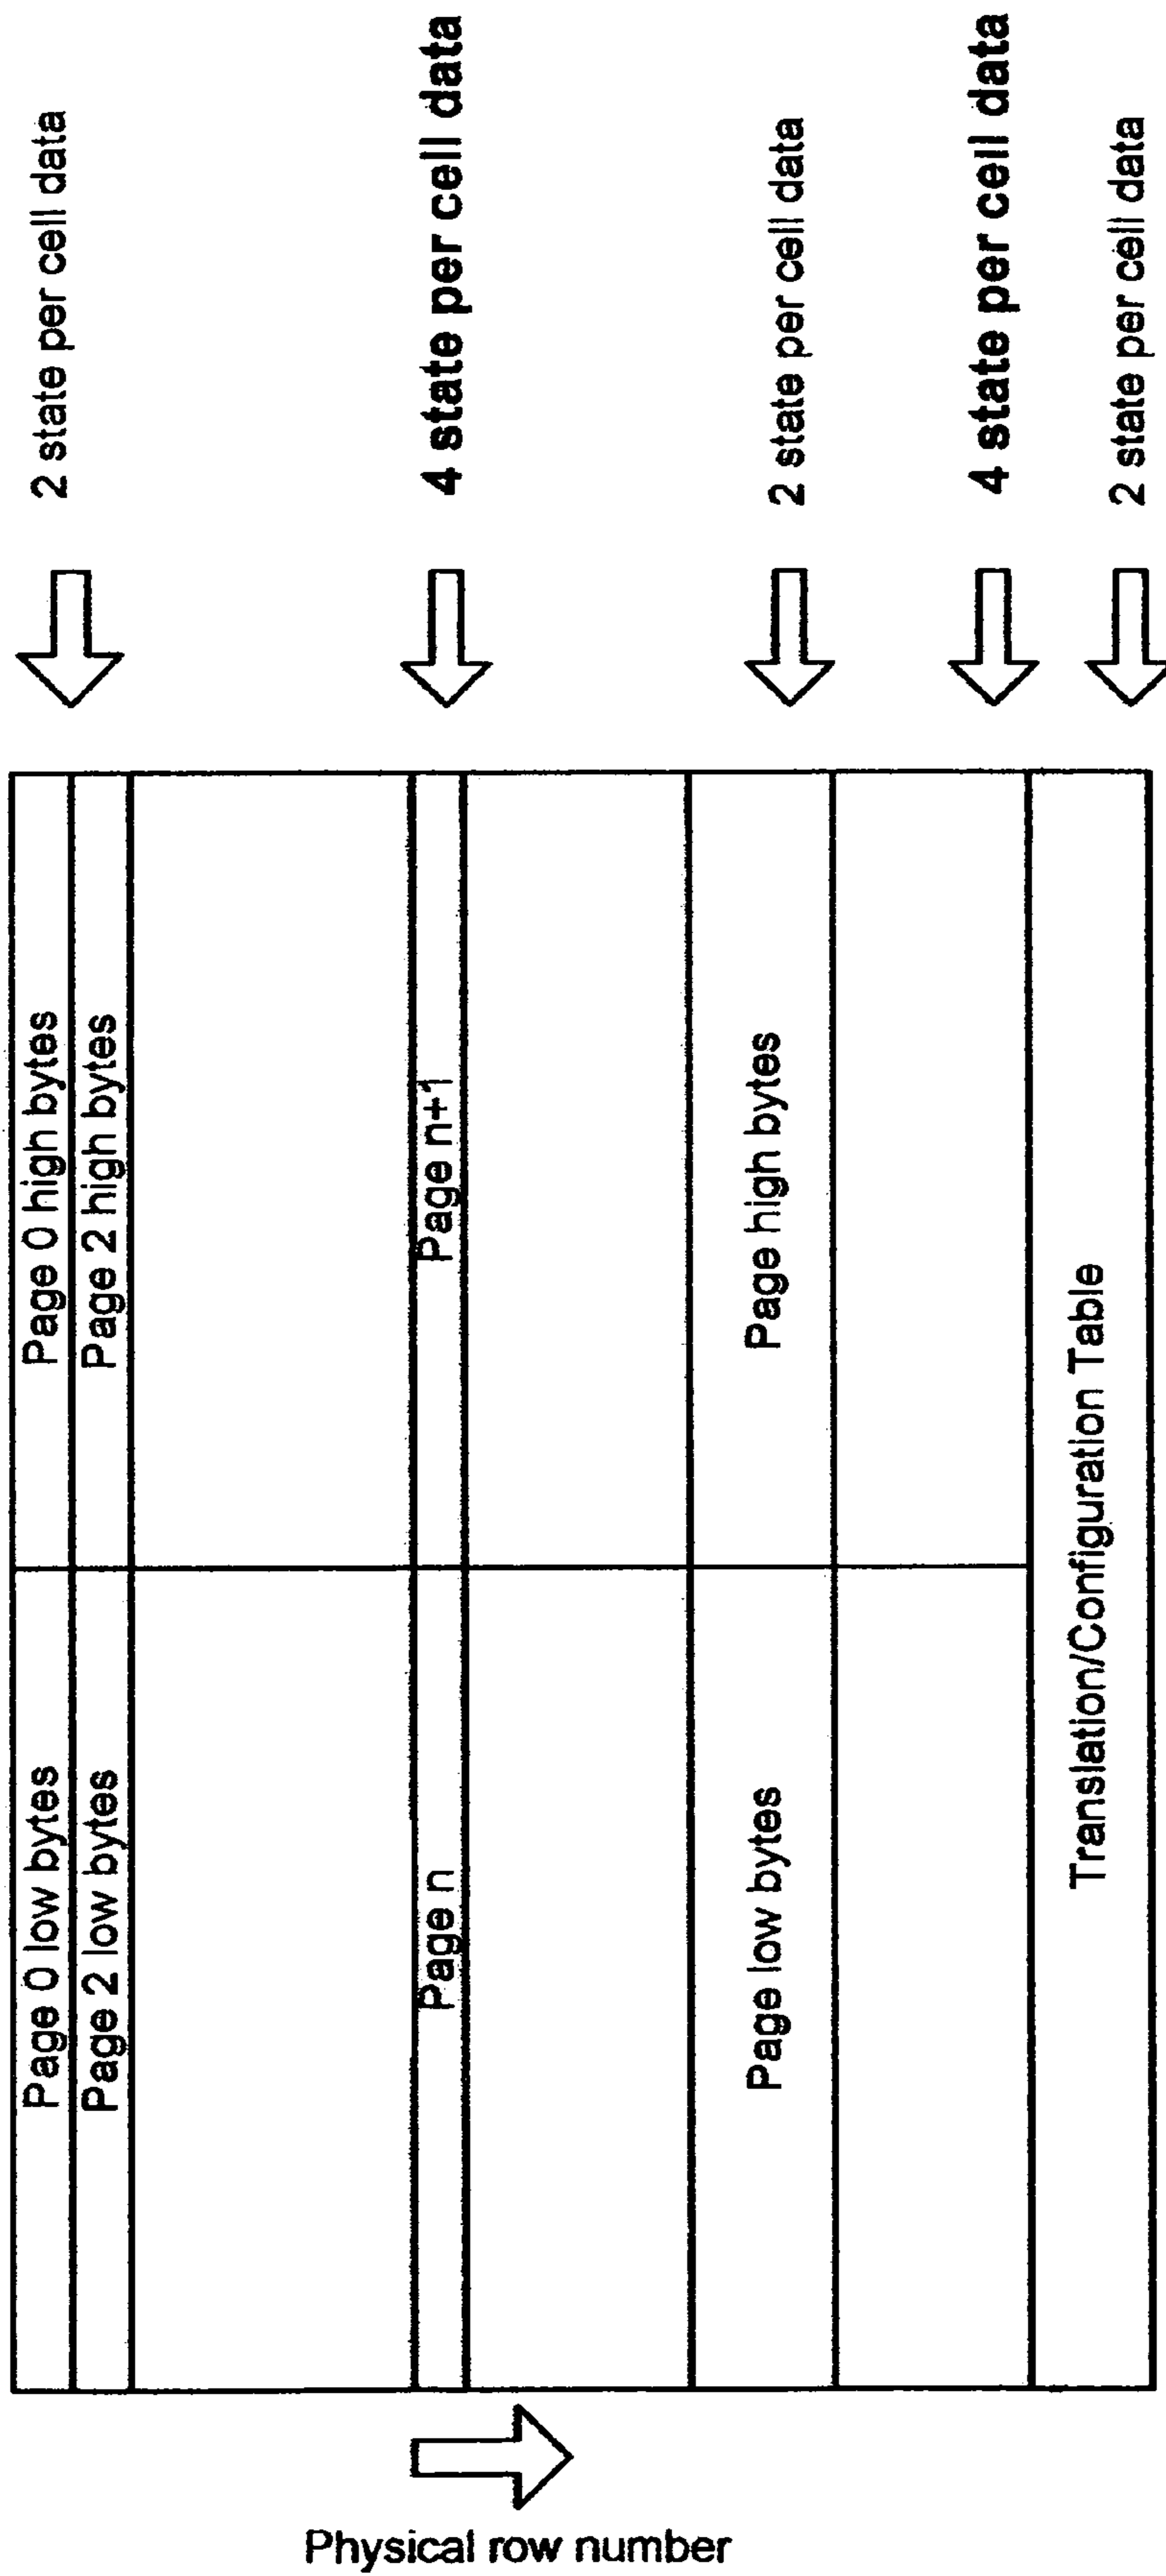 Page 0 low bytes
Page 0 high bytes
2 state per cell data
Page 2 low bytes
Page 2 high bytes
Page n
Page n+1
4 state per cell data
Page low bytes
Page high bytes
2 state per cell data
4 state per cell data
Translation/Configuration Table
2 state per cell data
Physical row number